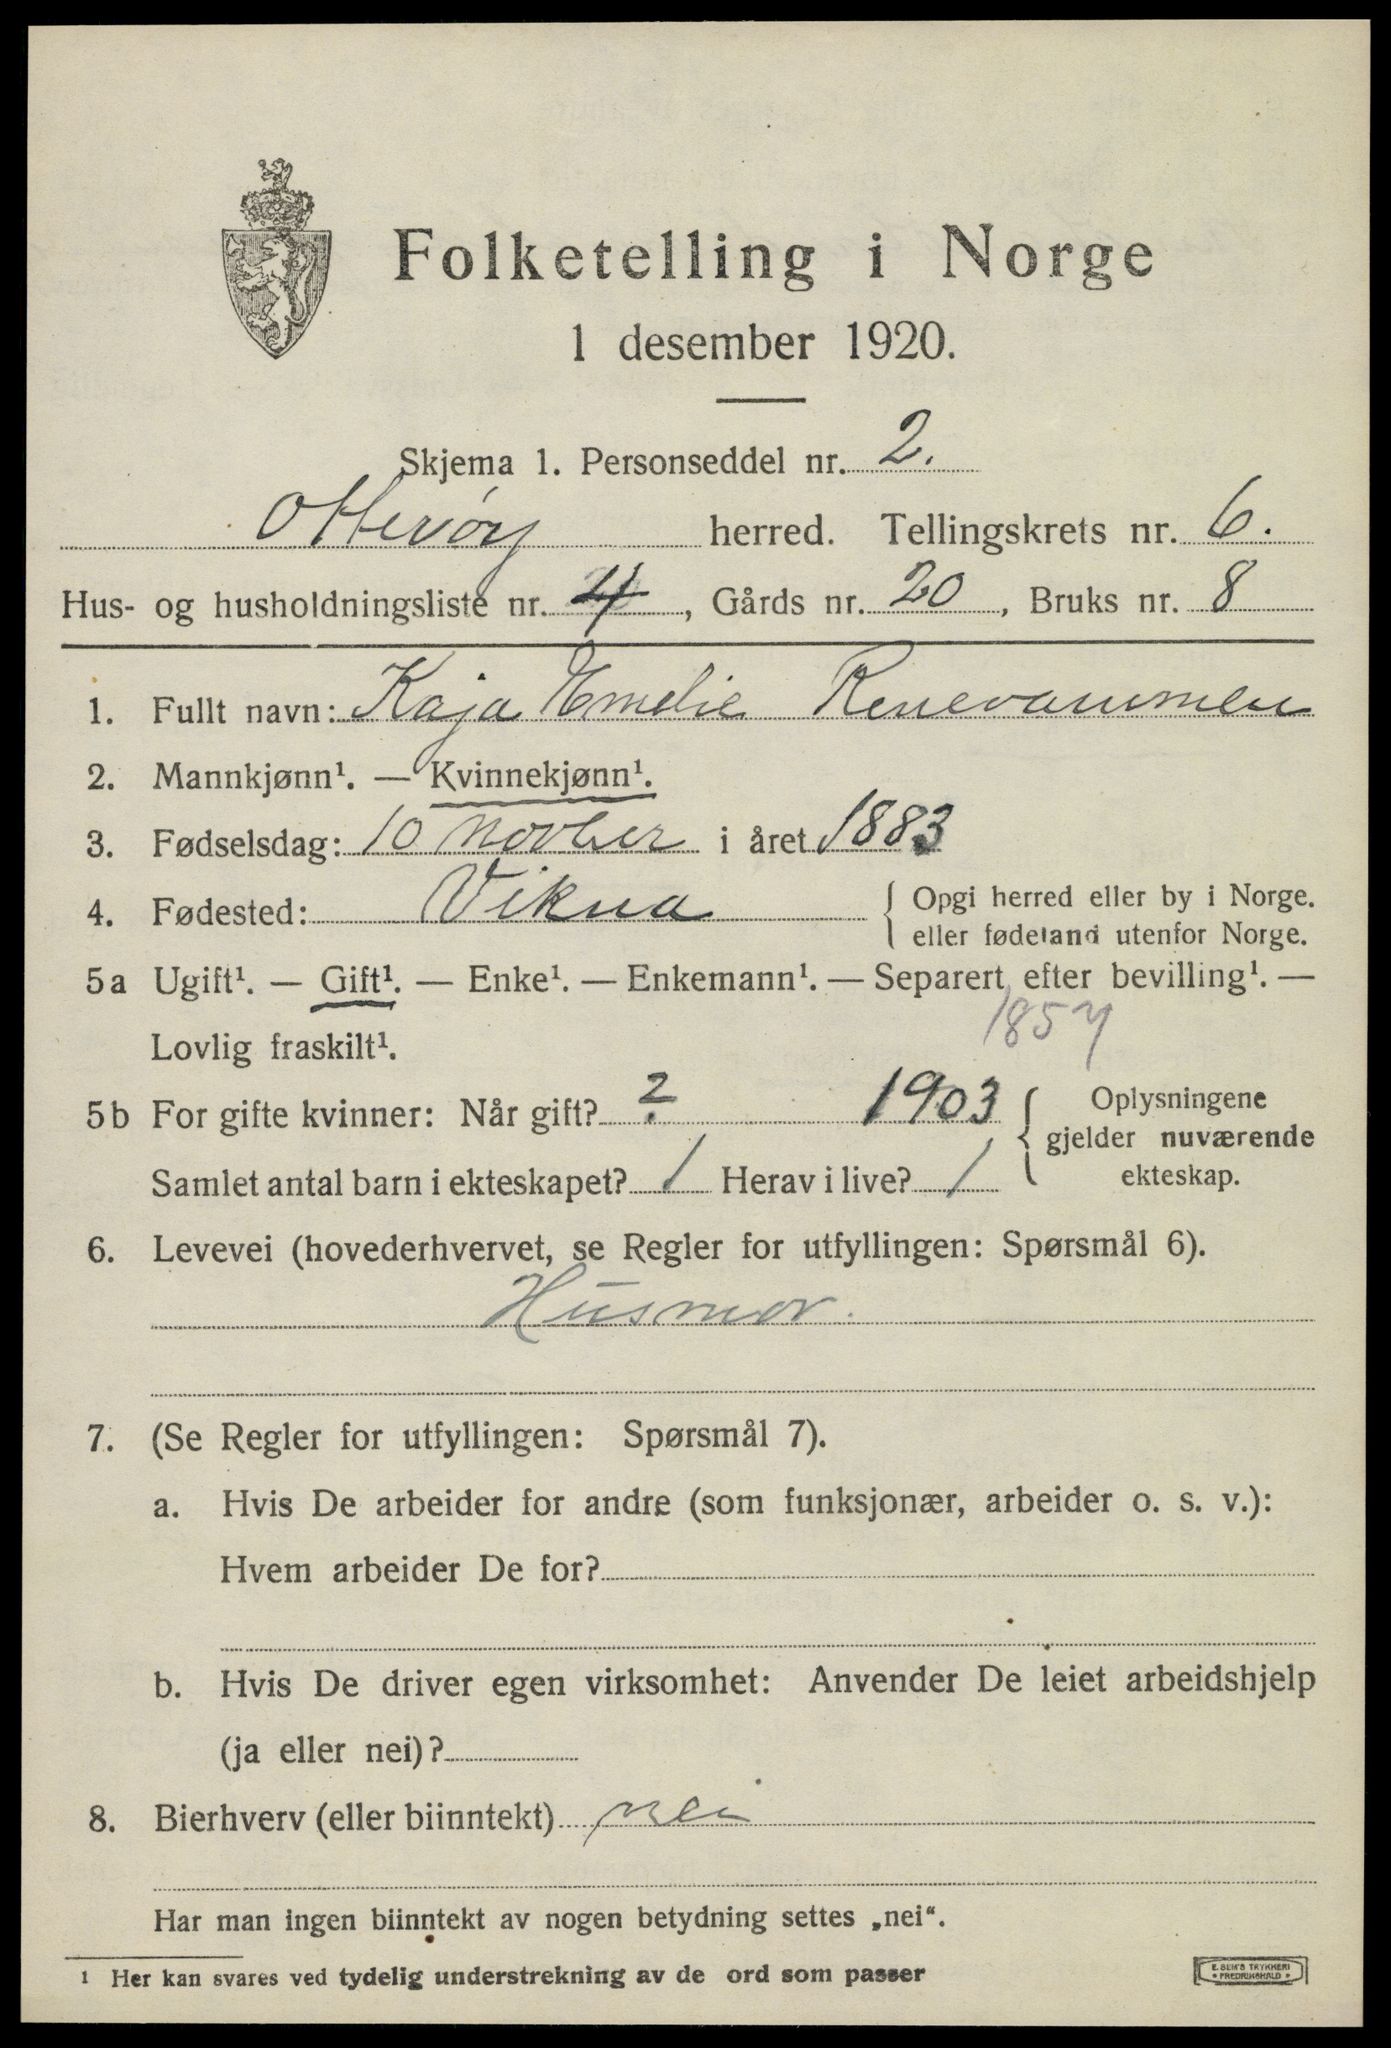 Folketelling i Norge
1 desember 1920.
Skjema 1. Personseddel nr. 2.
Otterøy herred. Tellingskrets nr. 6.
Hus- og husholdningsliste nr. 4, Gårds nr. 20, Bruks nr. 8
1. Fullt navn: Kaja Emelie
2. Mannkjønn¹. — Kvinnekjønn¹.
3. Fødselsdag: 10 novber i året 1883
4. Fødested: Vikna { Opgi herred eller by i Norge.
eller fødeland utenfor Norge.
5a Ugift¹. — Gift¹. — Enke¹. — Enkemann¹. — Separert efter bevilling¹. —
Lovlig fraskilt¹.
5b For gifte kvinner: Når gift? ? 1903 { Oplysningene
gjelder nuværende
ekteskap.
Samlet antal barn i ekteskapet? 1 Herav i live? 1
6. Levevei (hovederhvervet, se Regler for utfyllingen: Spørsmål 6).
Husmor.
7. (Se Regler for utfyllingen: Spørsmål 7).
a. Hvis De arbeider for andre (som funksjonær, arbeider o. s. v.):
Hvem arbeider De for?
b. Hvis De driver egen virksomhet: Anvender De leiet arbeidshjelp
(ja eller nei)?
8. Bierhverv (eller biinntekt) nei
Har man ingen biinntekt av nogen betydning settes „nei“.
¹ Her kan svares ved tydelig understrekning av de ord som passer
E. SEM'S TRYKKERI
• FREDRIKSHALD •